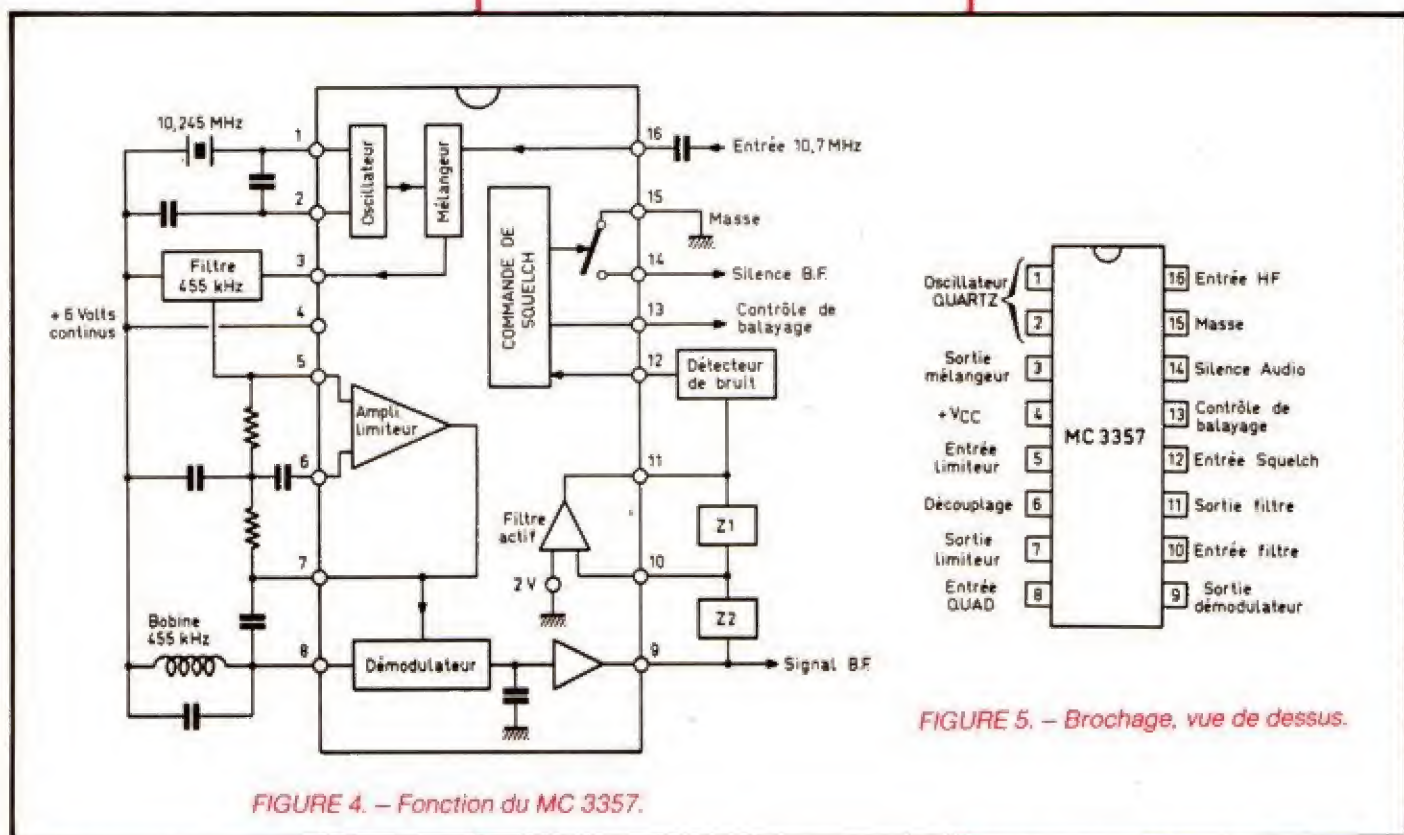 10,245 MHz
1
2
3
4
5
6
7
8
16
15
14
13
12
11
10
9
Oscillateur
Mélangeur
Entrée 10,7 MHz
Masse
COMMANDE DE
SQUELCH
Silence B.F.
Contrôle de
balayage
Filtre
455 kHz
+ 6 Volts
continus
Détecteur
de bruit
Ampli
limiteur
Filtre
actif
2 V
Z1
Z2
Bobine
455 kHz
Démodulateur
Signal B.F.
FIGURE 4. – Fonction du MC 3357.
Oscillateur
QUARTZ
Sortie
mélangeur
+ VCC
Entrée
limiteur
Découplage
Sortie
limiteur
Entrée
QUAD
1
2
3
4
5
6
7
8
MC 3357
16 Entrée HF
15 Masse
14 Silence Audio
13 Contrôle de
balayage
12 Entrée Squelch
11 Sortie filtre
10 Entrée filtre
9 Sortie
démodulateur
FIGURE 5. – Brochage, vue de dessus.